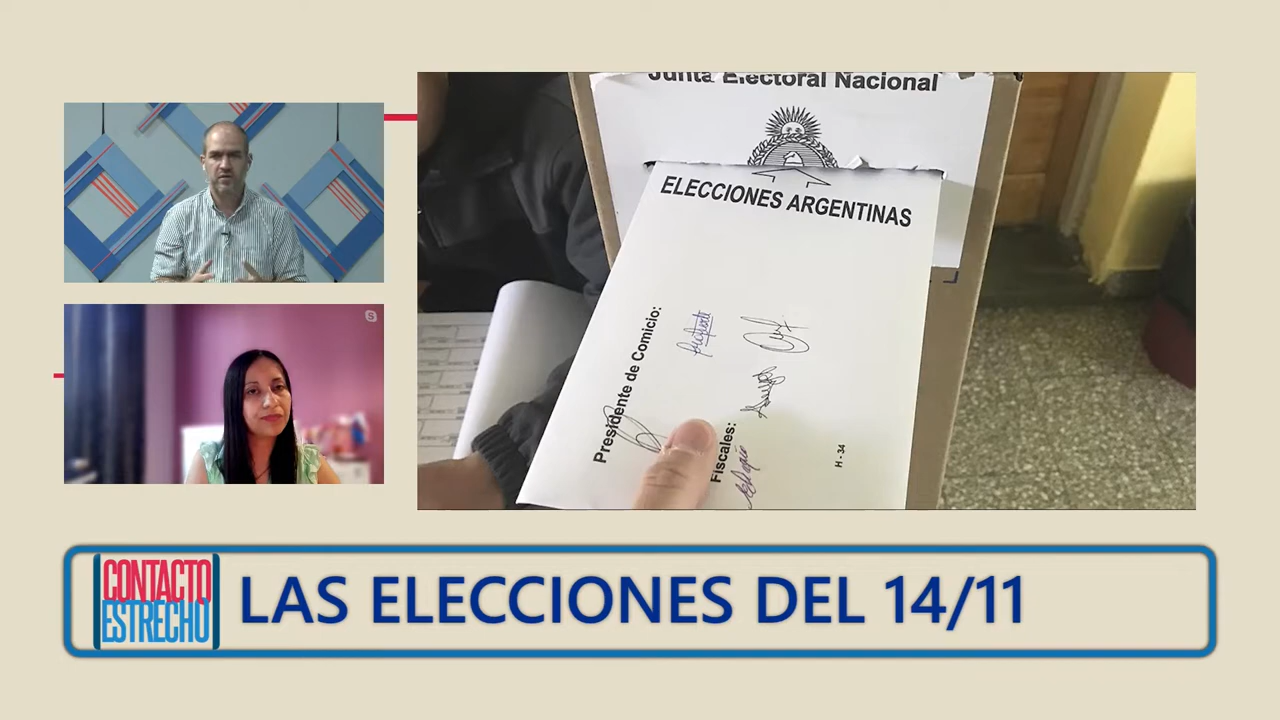 Junta Electoral Nacional
ELECCIONES ARGENTINAS
Presidente de Comicio:
Fiscales:
H - 34
CONTACTO
ESTRECHO
LAS ELECCIONES DEL 14/11